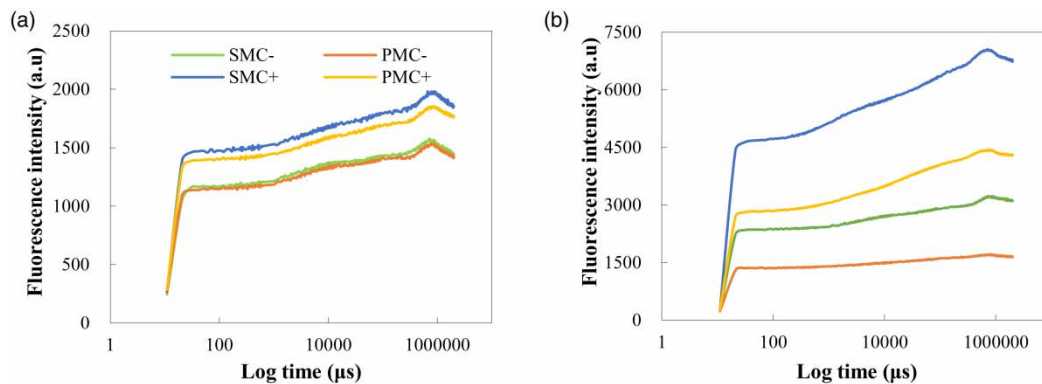 (a)
Fluorescence intensity (a.u)
2500
2000
1500
1000
500
0
SMC-
PMC-
SMC+
PMC+
1
100
10000
1000000
Log time (µs)
(b)
Fluorescence intensity (a.u)
7500
6000
4500
3000
1500
0
1
100
10000
1000000
Log time (µs)